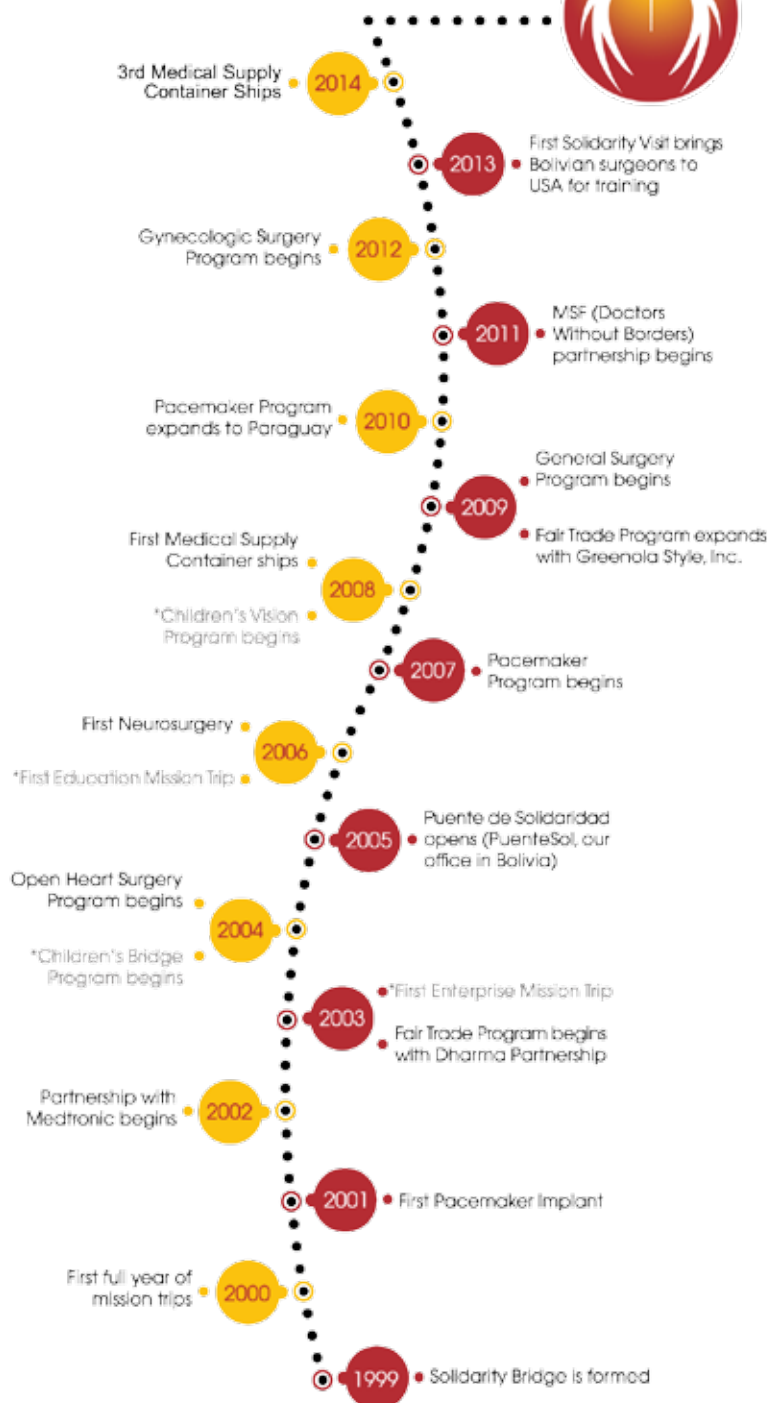 3rd Medical Supply
Container Ships
2014
2013
First Solidarity Visit brings
Bolivian surgeons to
USA for training
Gynecologic Surgery
Program begins
2012
2011
MSF (Doctors
Without Borders)
partnership begins
Pacemaker Program
expands to Paraguay
2010
General Surgery
Program begins
2009
Fair Trade Program expands
with Greenola Style, Inc.
First Medical Supply
Container ships
2008
*Children's Vision
Program begins
2007
Pacemaker
Program begins
First Neurosurgery
2006
*First Education Mission Trip
2005
Puente de Solidaridad
opens (PuenteSol, our
office in Bolivia)
Open Heart Surgery
Program begins
2004
*Children's Bridge
Program begins
*First Enterprise Mission Trip
2003
Fair Trade Program begins
with Dharma Partnership
Partnership with
Medtronic begins
2002
2001
First Pacemaker Implant
First full year of
mission trips
2000
1999
Solidarity Bridge is formed